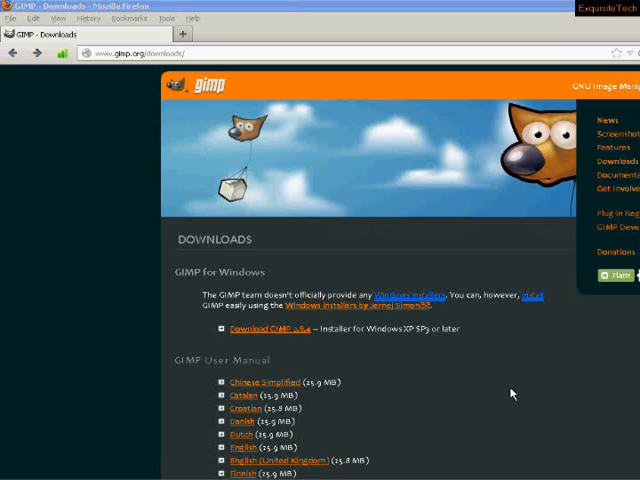 GIMP - Downloads - Mozilla Firefox
ExquisiteTech
File Edit View History Bookmarks Tools Help
GIMP - Downloads
www.gimp.org/downloads/
gimp
GNU Image Mani
News
Screenshot
Features
Downloads
Documenta
Get Involve
Plug-in Reg
GIMP Deve
Donations
Flattr
DOWNLOADS
GIMP for Windows
The GIMP team doesn't officially provide any Windows installers. You can, however, install
GIMP easily using the Windows installers by Jernej Simončič.
Download GIMP 2.8.4 – Installer for Windows XP SP3 or later
GIMP User Manual
Chinese Simplified (25.9 MB)
Catalan (25.9 MB)
Croatian (25.8 MB)
Danish (25.9 MB)
Dutch (25.9 MB)
English (25.9 MB)
English (United Kingdom) (25.8 MB)
Finnish (25.9 MB)